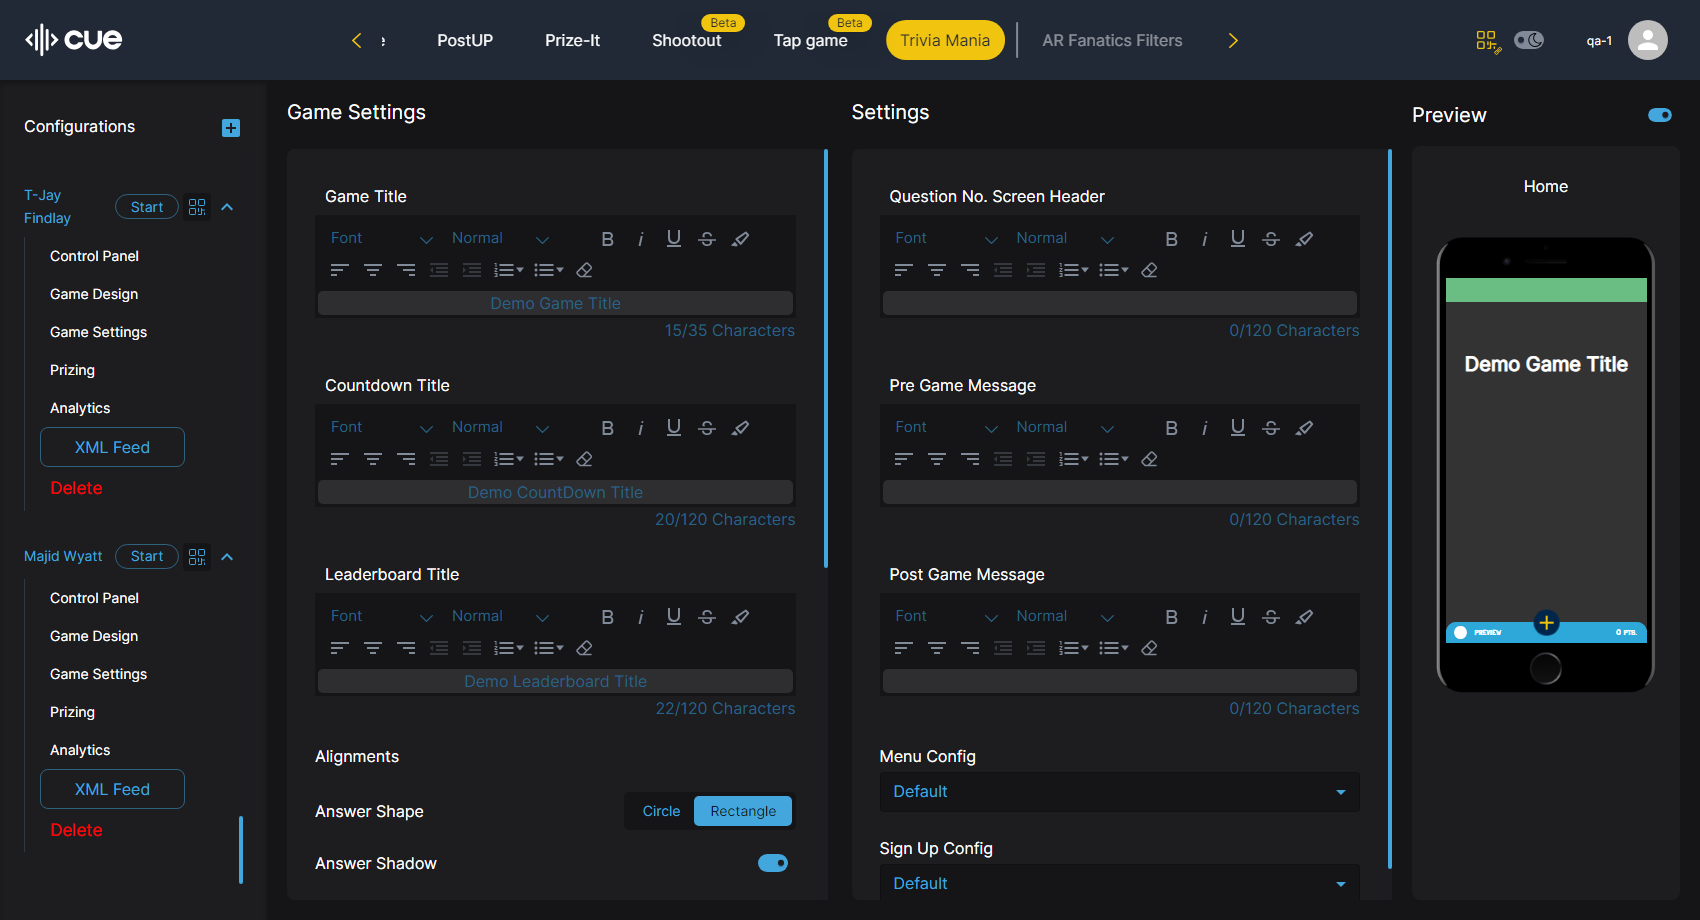 cue
PostUP
Prize-It
Beta
Shootout
Beta
Tap game
Trivia Mania
AR Fanatics Filters
qa-1
Configurations
T-Jay
Findlay
Start
Control Panel
Game Design
Game Settings
Prizing
Analytics
XML Feed
Delete
Majid Wyatt
Start
Control Panel
Game Design
Game Settings
Prizing
Analytics
XML Feed
Delete
Game Settings
Game Title
Font Normal
Demo Game Title
15/35 Characters
Countdown Title
Font Normal
Demo CountDown Title
20/120 Characters
Leaderboard Title
Font Normal
Demo Leaderboard Title
22/120 Characters
Alignments
Answer Shape
Circle Rectangle
Answer Shadow
Settings
Question No. Screen Header
Font Normal
0/120 Characters
Pre Game Message
Font Normal
0/120 Characters
Post Game Message
Font Normal
0/120 Characters
Menu Config
Default
Sign Up Config
Default
Preview
Home
Demo Game Title
PREVIEW
0 PTS.